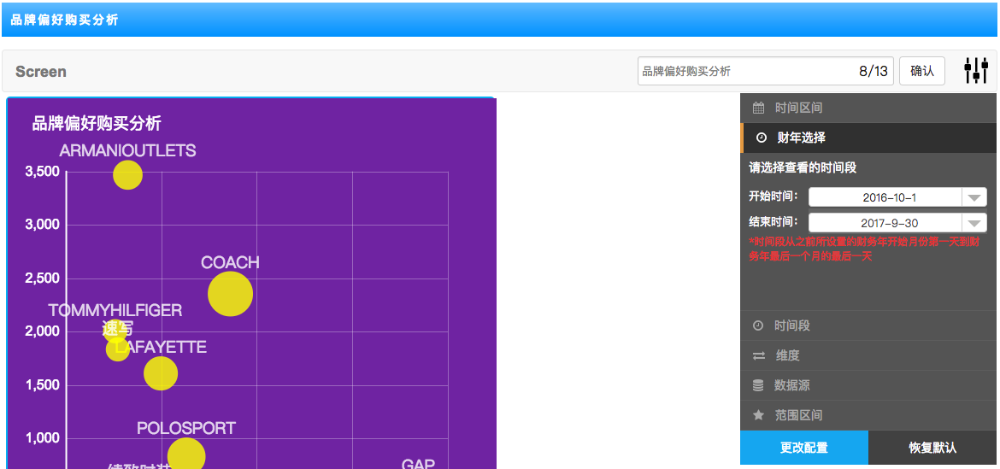 品牌偏好购买分析
Screen
品牌偏好购买分析 8/13 确认
品牌偏好购买分析
ARMANIOUTLETS
3,500
3,000
COACH
2,500
TOMMYHILFIGER
速写
2,000
LAFAYETTE
1,500
POLOSPORT
1,000
绩致时装
GAP
时间区间
财年选择
请选择查看的时间段
开始时间： 2016-10-1
结束时间： 2017-9-30
*时间段从之前所设置的财务年开始月份第一天到财
务年最后一个月的最后一天
时间段
维度
数据源
范围区间
更改配置 恢复默认